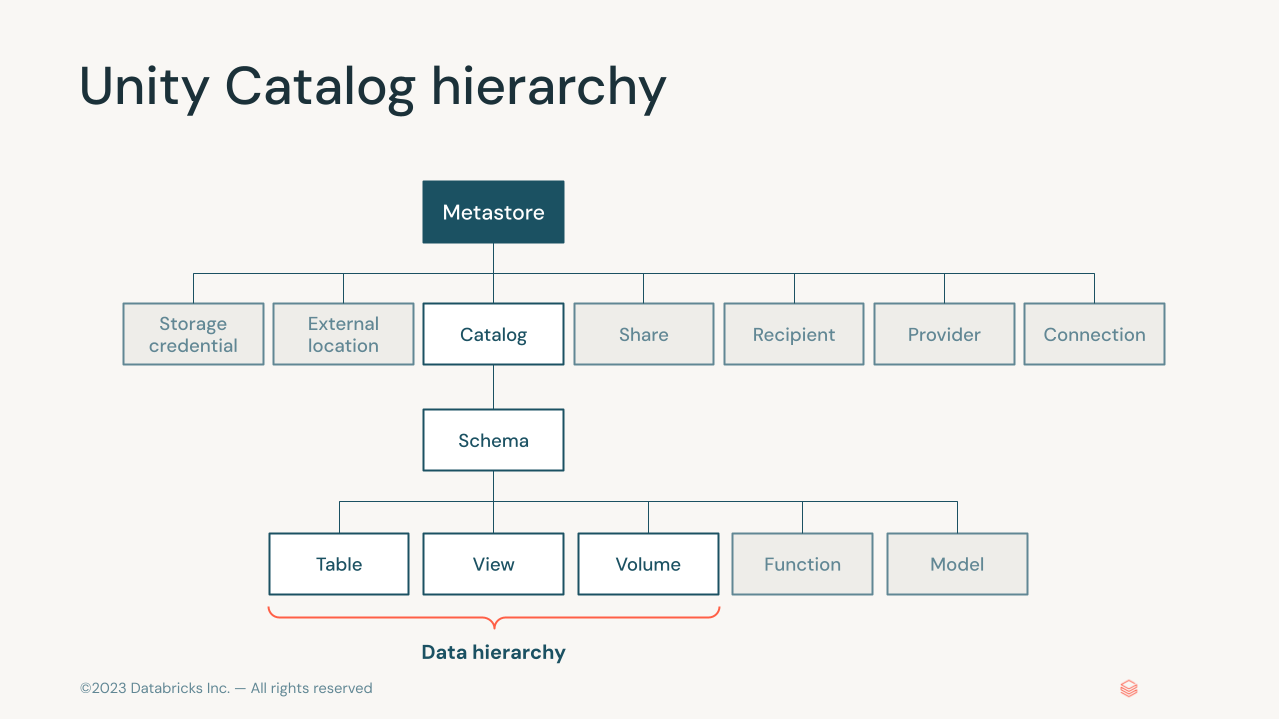 Unity Catalog hierarchy
Metastore
Storage
credential
External
location
Catalog
Share
Recipient
Provider
Connection
Schema
Table
View
Volume
Function
Model
Data hierarchy
©2023 Databricks Inc. — All rights reserved